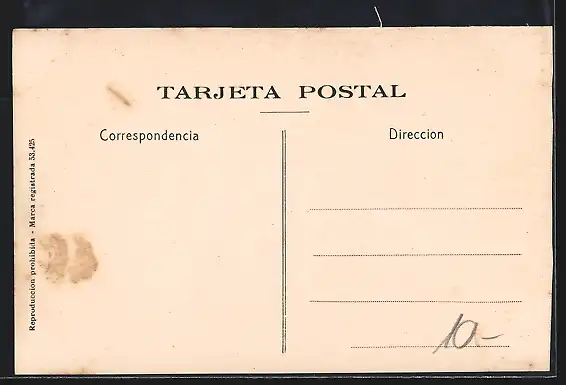 TARJETA POSTAL
Correspondencia
Direccion
Reproduccion prohibida - Marca registrada 53.425
10-